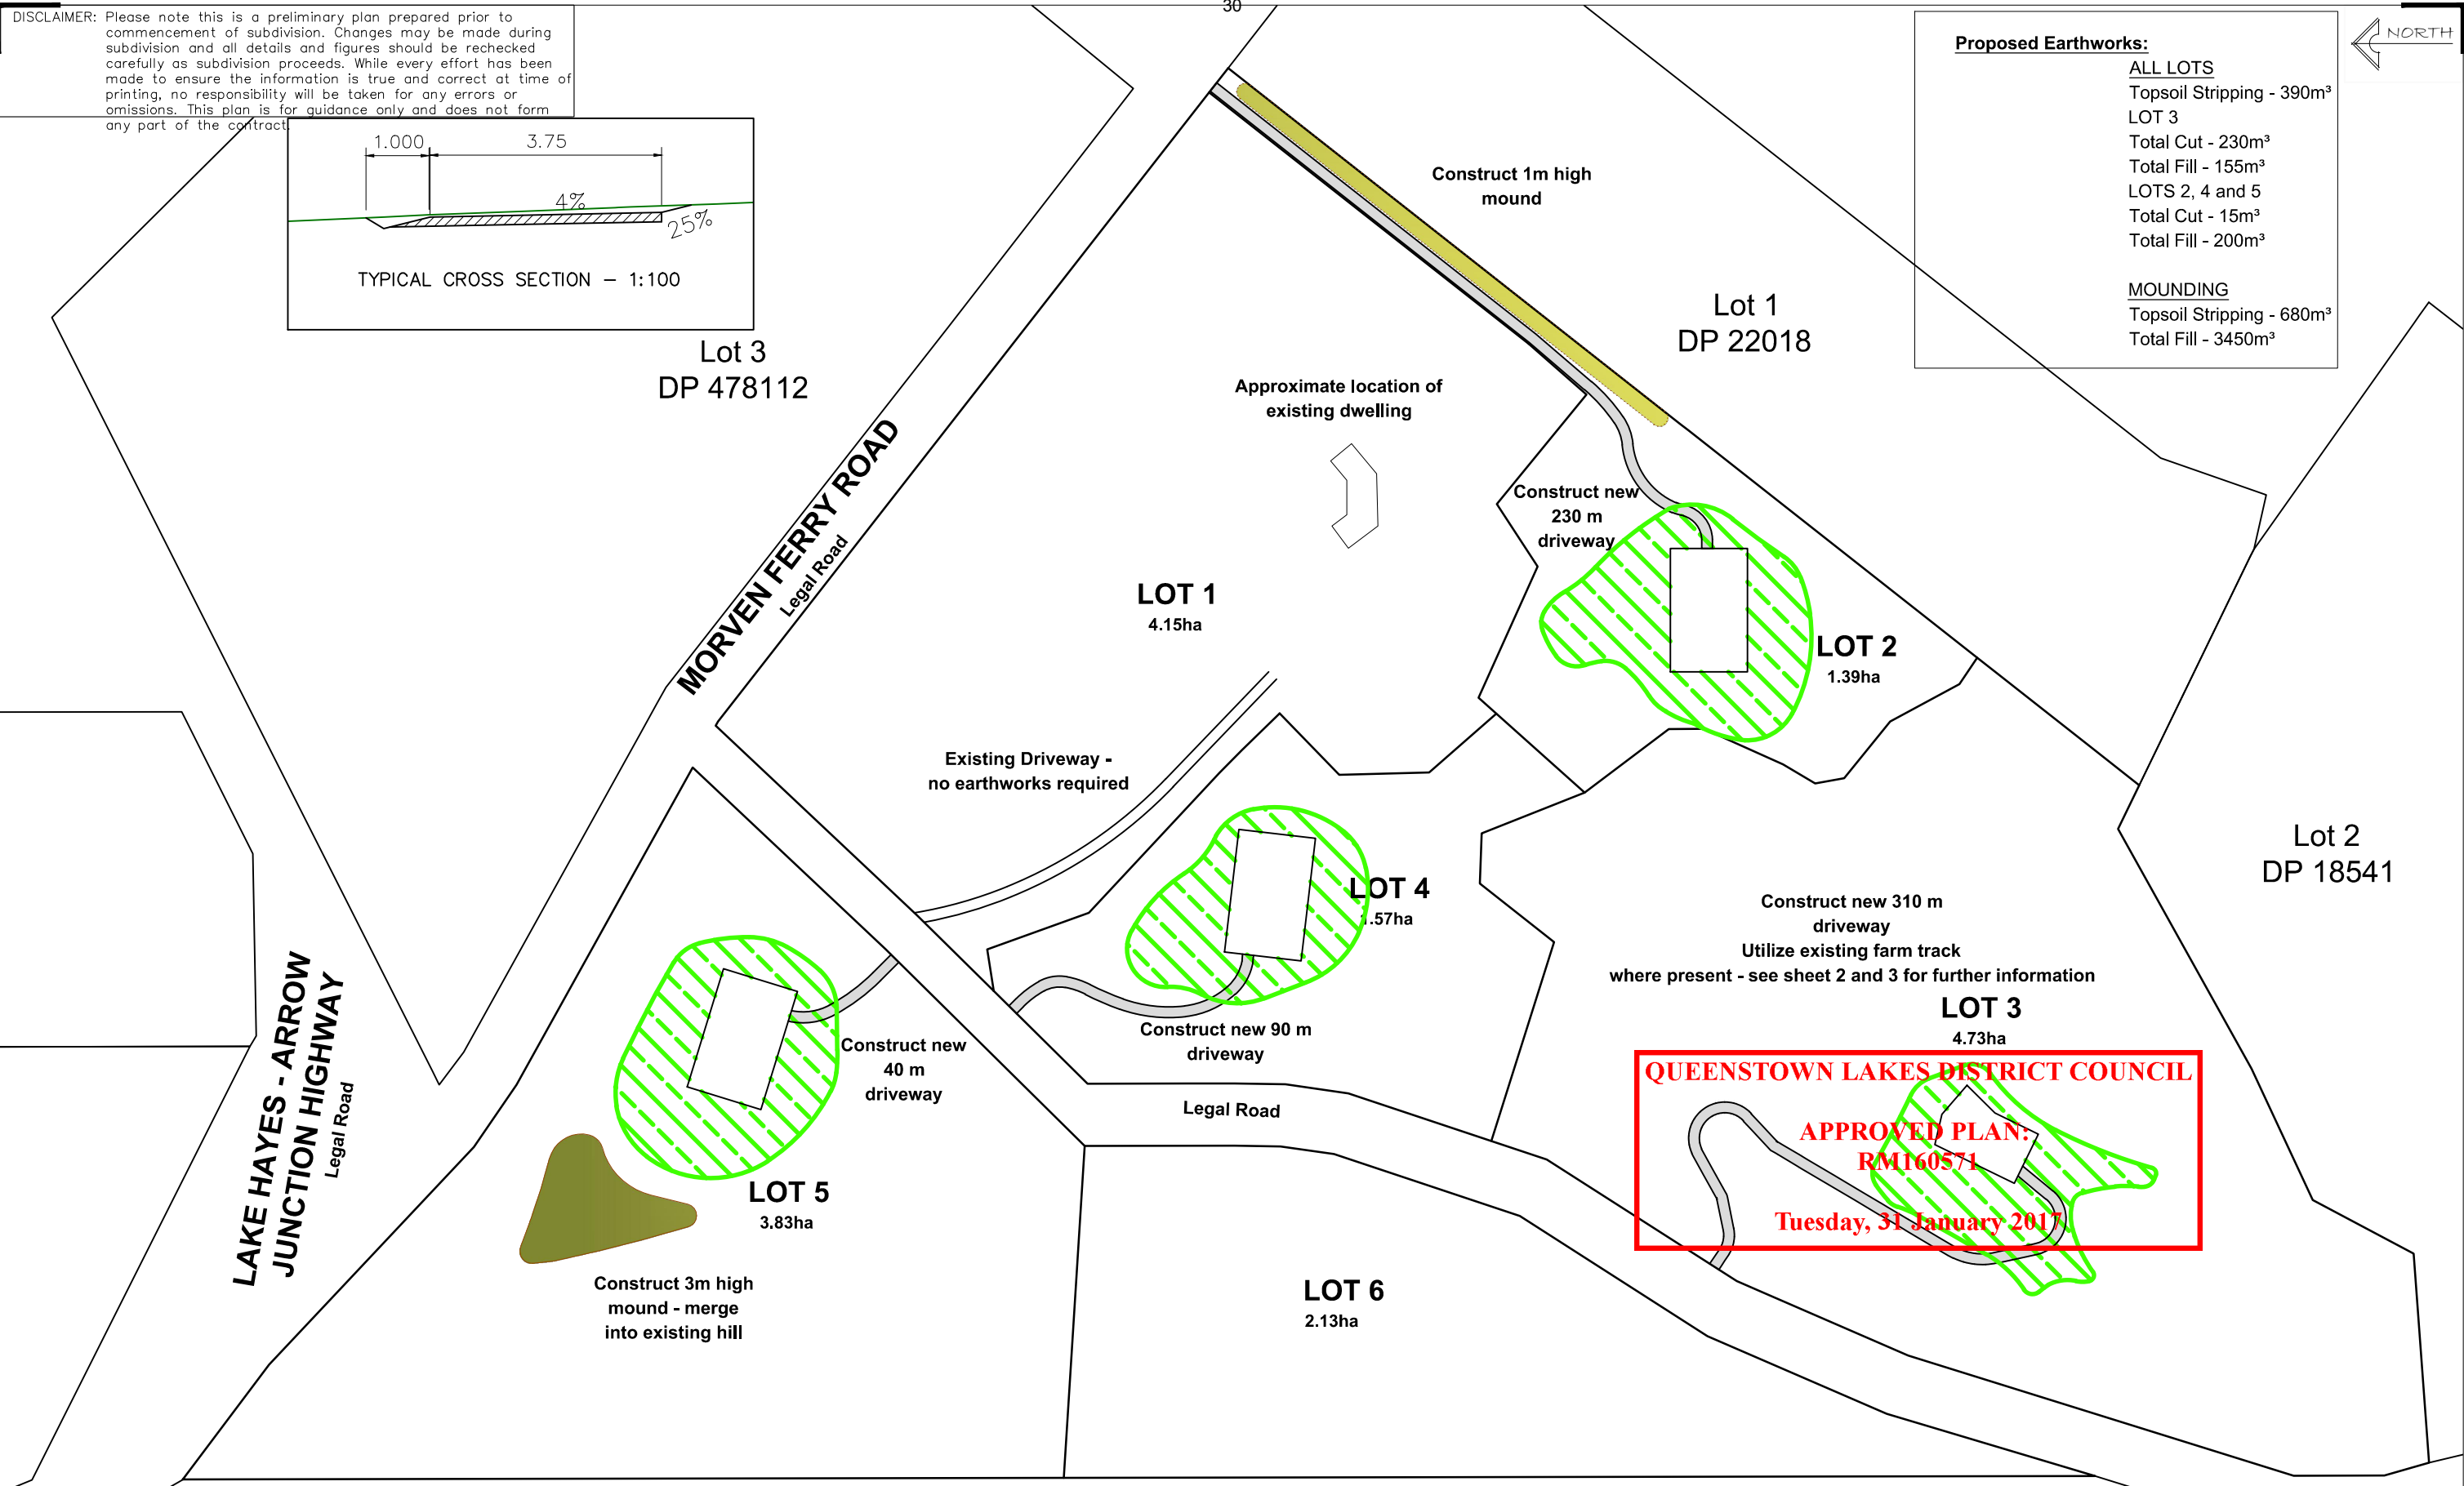 30
DISCLAIMER: Please note this is a preliminary plan prepared prior to
commencement of subdivision. Changes may be made during
subdivision and all details and figures should be rechecked
carefully as subdivision proceeds. While every effort has been
made to ensure the information is true and correct at time of
printing, no responsibility will be taken for any errors or
omissions. This plan is for guidance only and does not form
any part of the contract.
1.000
3.75
4%
25%
TYPICAL CROSS SECTION – 1:100
Proposed Earthworks:
ALL LOTS
Topsoil Stripping - 390m³
LOT 3
Total Cut - 230m³
Total Fill - 155m³
LOTS 2, 4 and 5
Total Cut - 15m³
Total Fill - 200m³
MOUNDING
Topsoil Stripping - 680m³
Total Fill - 3450m³
NORTH
Construct 1m high
mound
Lot 1
DP 22018
Lot 3
DP 478112
Approximate location of
existing dwelling
MORVEN FERRY ROAD
Legal Road
Construct new
230 m
driveway
LOT 1
4.15ha
LOT 2
1.39ha
Existing Driveway -
no earthworks required
Lot 2
DP 18541
LOT 4
.57ha
Construct new 310 m
driveway
Utilize existing farm track
where present - see sheet 2 and 3 for further information
LOT 3
4.73ha
Construct new 90 m
driveway
Construct new
40 m
driveway
LAKE HAYES - ARROW
JUNCTION HIGHWAY
Legal Road
Legal Road
QUEENSTOWN LAKES DISTRICT COUNCIL
APPROVED PLAN:
RM160571
Tuesday, 31 January 2017
LOT 5
3.83ha
Construct 3m high
mound - merge
into existing hill
LOT 6
2.13ha